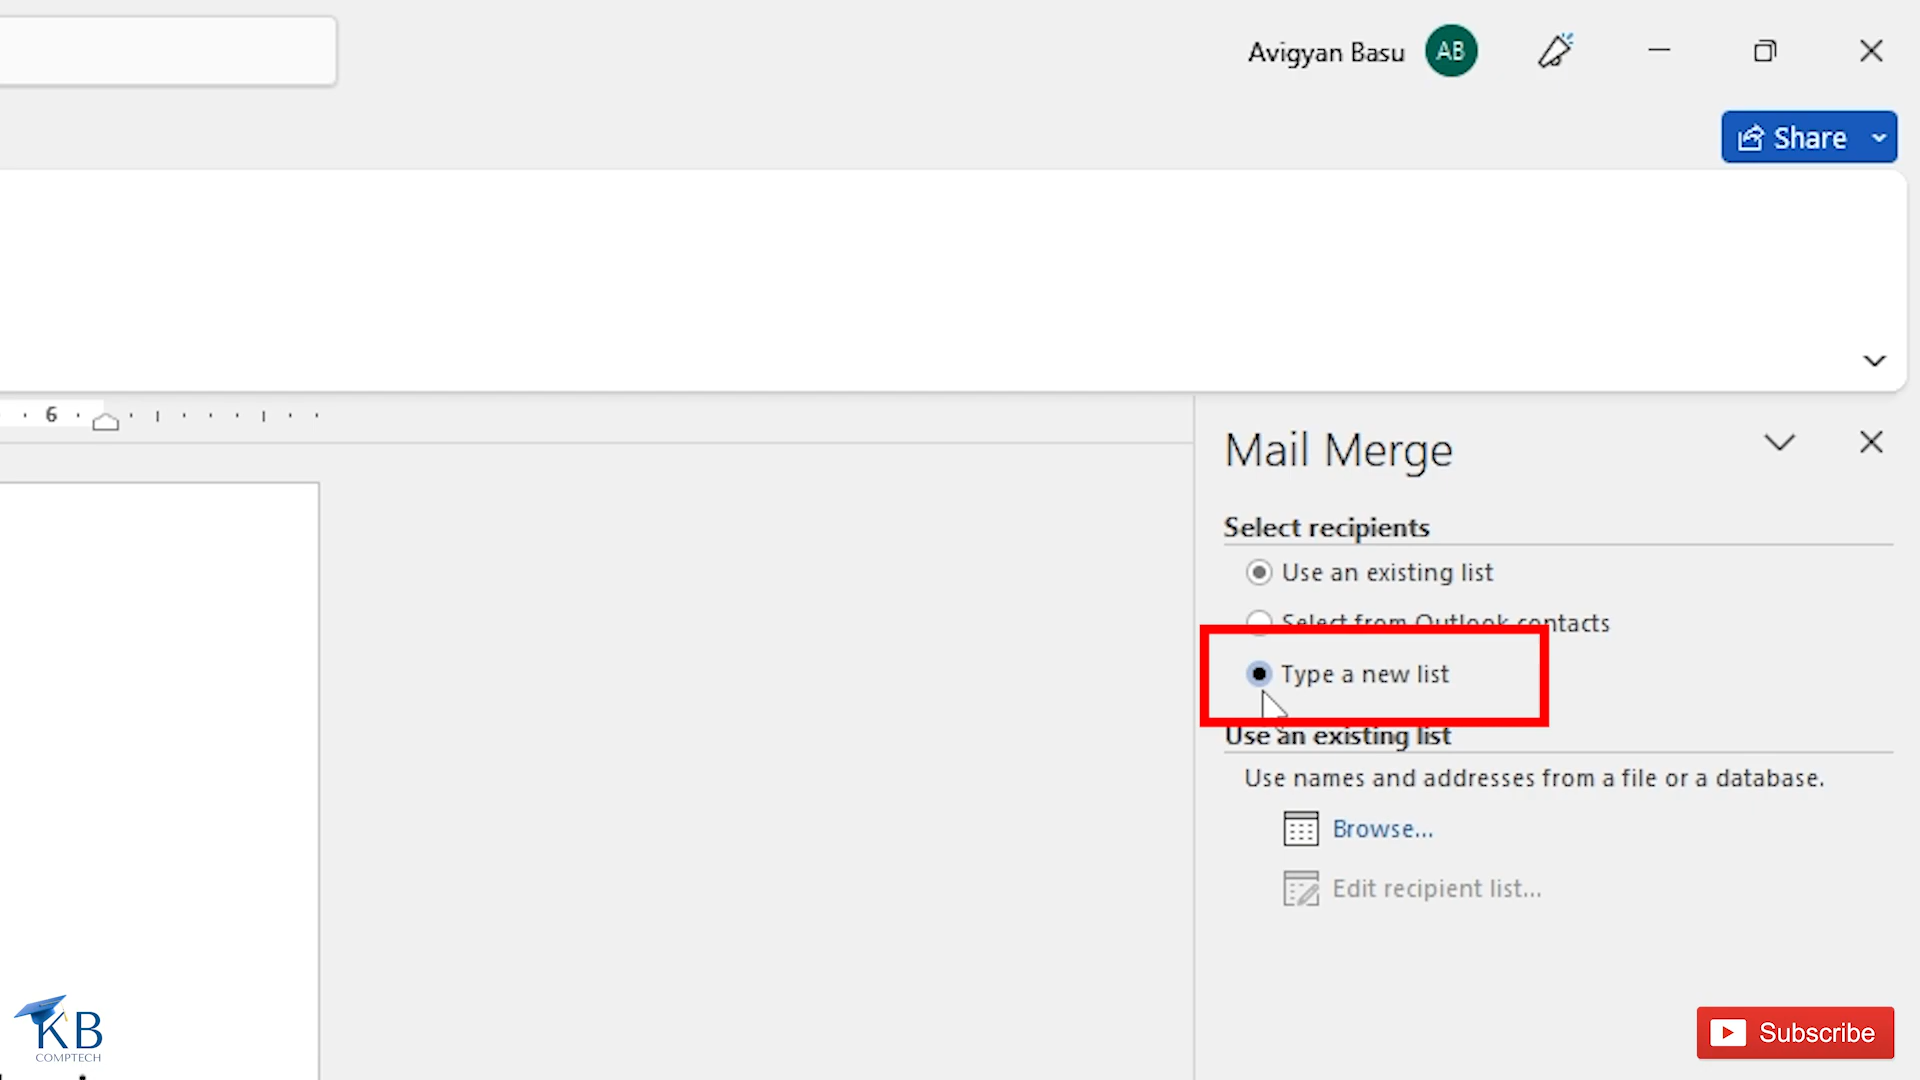 Avigyan Basu AB
Share
6
Mail Merge
Select recipients
Use an existing list
Select from Outlook contacts
Type a new list
Use an existing list
Use names and addresses from a file or a database.
Browse...
Edit recipient list...
KB
COMPTECH
Subscribe